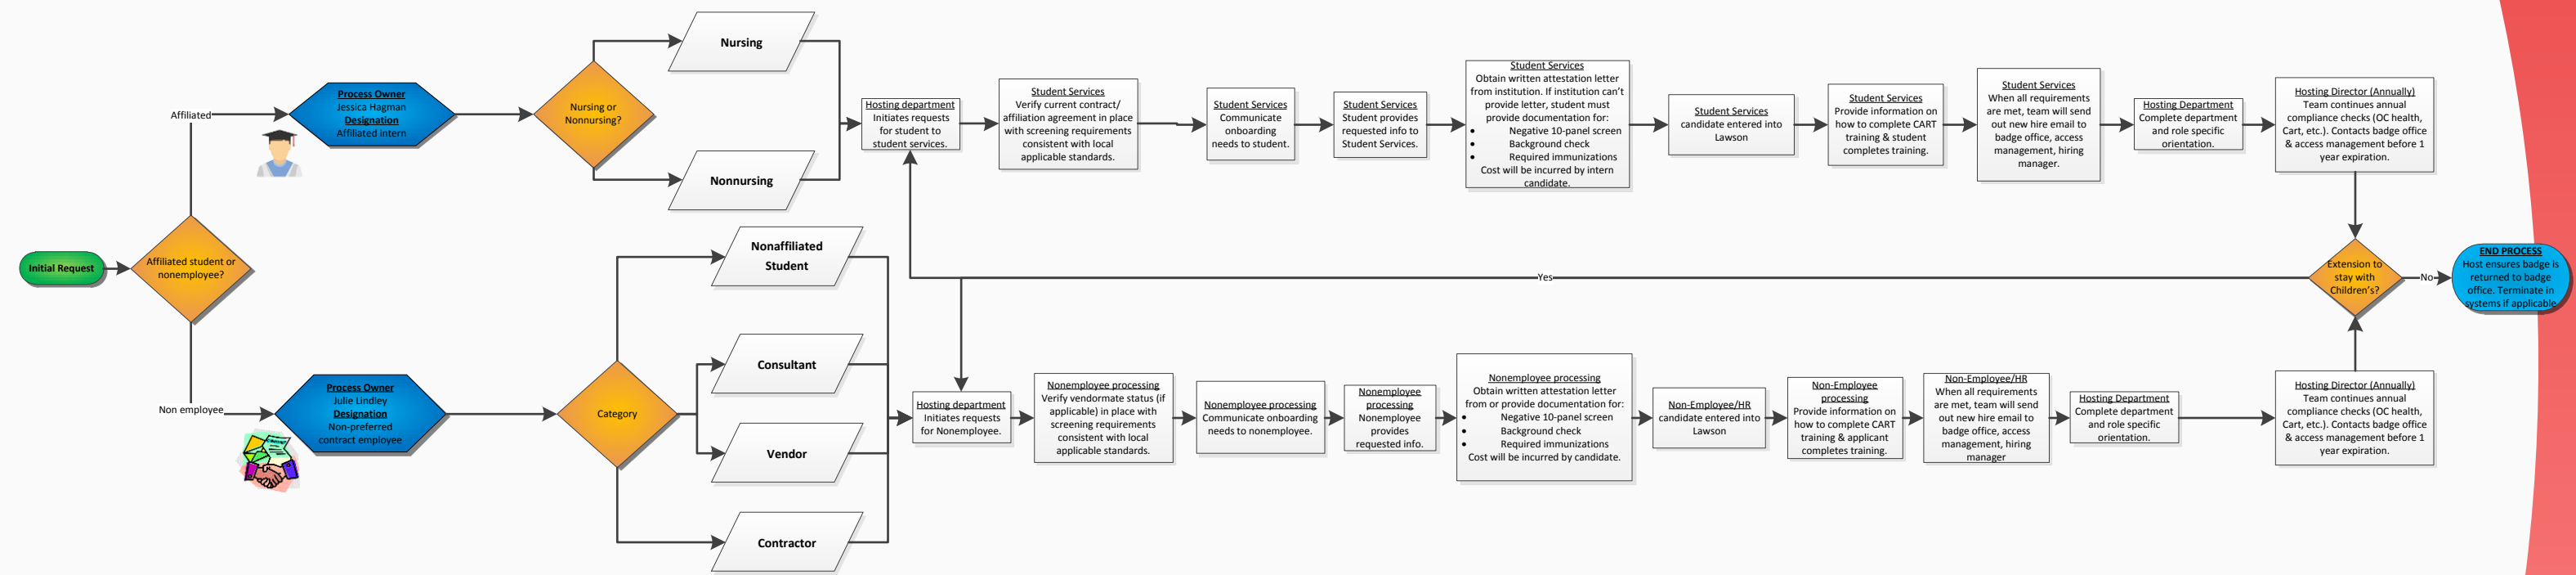 Initial Request
Affiliated student or
nonemployee?
Affiliated
Process Owner
Jessica Hagman
Designation
Affiliated intern
Nursing or
Nonnursing?
Nursing
Nonnursing
Hosting department
Initiates requests
for student to
student services.
Student Services
Verify current contract/
affiliation agreement in place
with screening requirements
consistent with local
applicable standards.
Student Services
Communicate
onboarding
needs to student.
Student Services
Student provides
requested info to
Student Services.
Student Services
Obtain written attestation letter
from institution. If institution can't
provide letter, student must
provide documentation for:
• Negative 10-panel screen
• Background check
• Required immunizations
Cost will be incurred by intern
candidate.
Student Services
candidate entered into
Lawson
Student Services
Provide information on
how to complete CART
training & student
completes training.
Student Services
When all requirements
are met, team will send
out new hire email to
badge office, access
management, hiring
manager.
Hosting Department
Complete department
and role specific
orientation.
Hosting Director (Annually)
Team continues annual
compliance checks (OC health,
Cart, etc.). Contacts badge office
& access management before 1
year expiration.
Non employee
Process Owner
Julie Lindley
Designation
Non-preferred
contract employee
Category
Nonaffiliated
Student
Consultant
Vendor
Contractor
Hosting department
Initiates requests
for Nonemployee.
Nonemployee processing
Verify vendormate status (if
applicable) in place with
screening requirements
consistent with local
applicable standards.
Nonemployee processing
Communicate onboarding
needs to nonemployee.
Nonemployee
processing
Nonemployee
provides
requested info.
Nonemployee processing
Obtain written attestation letter
from or provide documentation for:
• Negative 10-panel screen
• Background check
• Required immunizations
Cost will be incurred by candidate.
Non-Employee/HR
candidate entered into
Lawson
Non-Employee
processing
Provide information on
how to complete CART
training & applicant
completes training.
Non-Employee/HR
When all requirements
are met, team will send
out new hire email to
badge office, access
management, hiring
manager
Hosting Department
Complete department
and role specific
orientation.
Hosting Director (Annually)
Team continues annual
compliance checks (OC health,
Cart, etc.). Contacts badge office
& access management before 1
year expiration.
Extension to
stay with
Children's?
Yes
No
END PROCESS
Host ensures badge is
returned to badge
office. Terminate in
systems if applicable